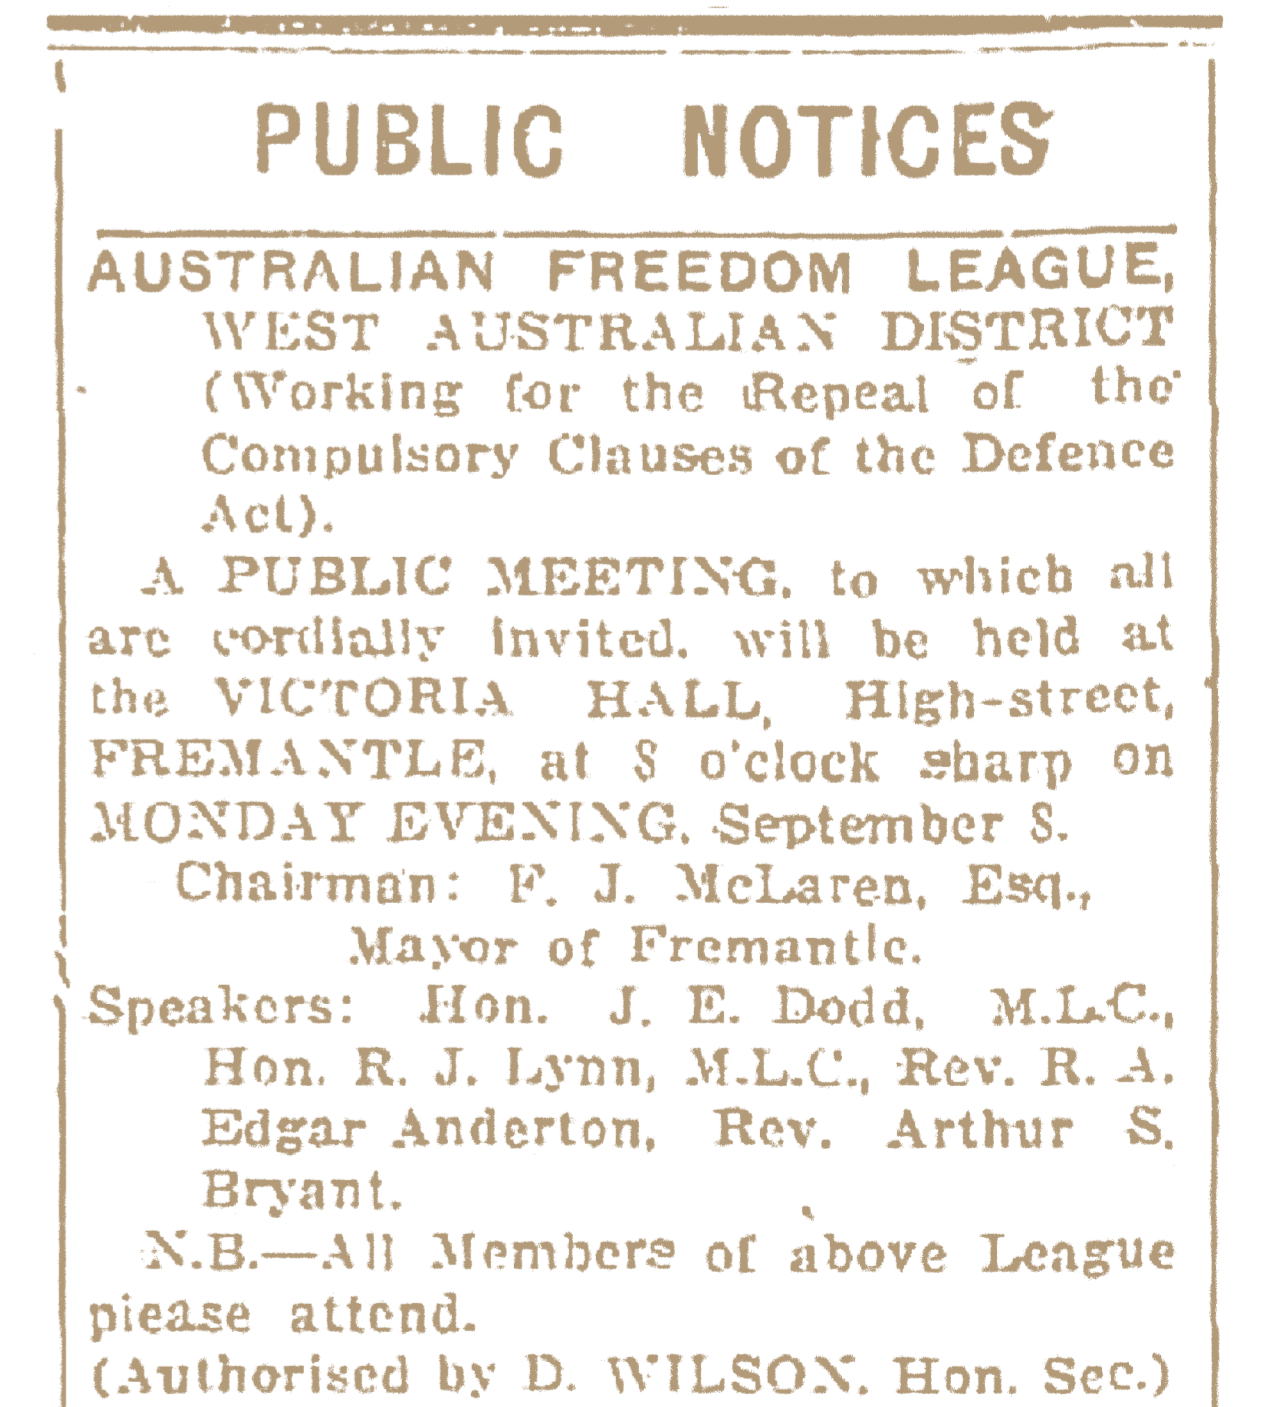 PUBLIC NOTICES
AUSTRALIAN FREEDOM LEAGUE,
WEST AUSTRALIAN DISTRICT
(Working for the Repeal of the
Compulsory Clauses of the Defence
Act).
A PUBLIC MEETING, to which all
are cordially invited, will be held at
the VICTORIA HALL, High-street,
FREMANTLE, at 8 o'clock sharp on
MONDAY EVENING, September 8.
Chairman: F. J. McLaren, Esq.,
Mayor of Fremantle.
Speakers: Hon. J. E. Dodd, M.L.C.,
Hon. R. J. Lynn, M.L.C., Rev. R. A.
Edgar Anderton, Rev. Arthur S.
Bryant.
N.B.—All Members of above League
please attend.
(Authorised by D. WILSON, Hon. Sec.)